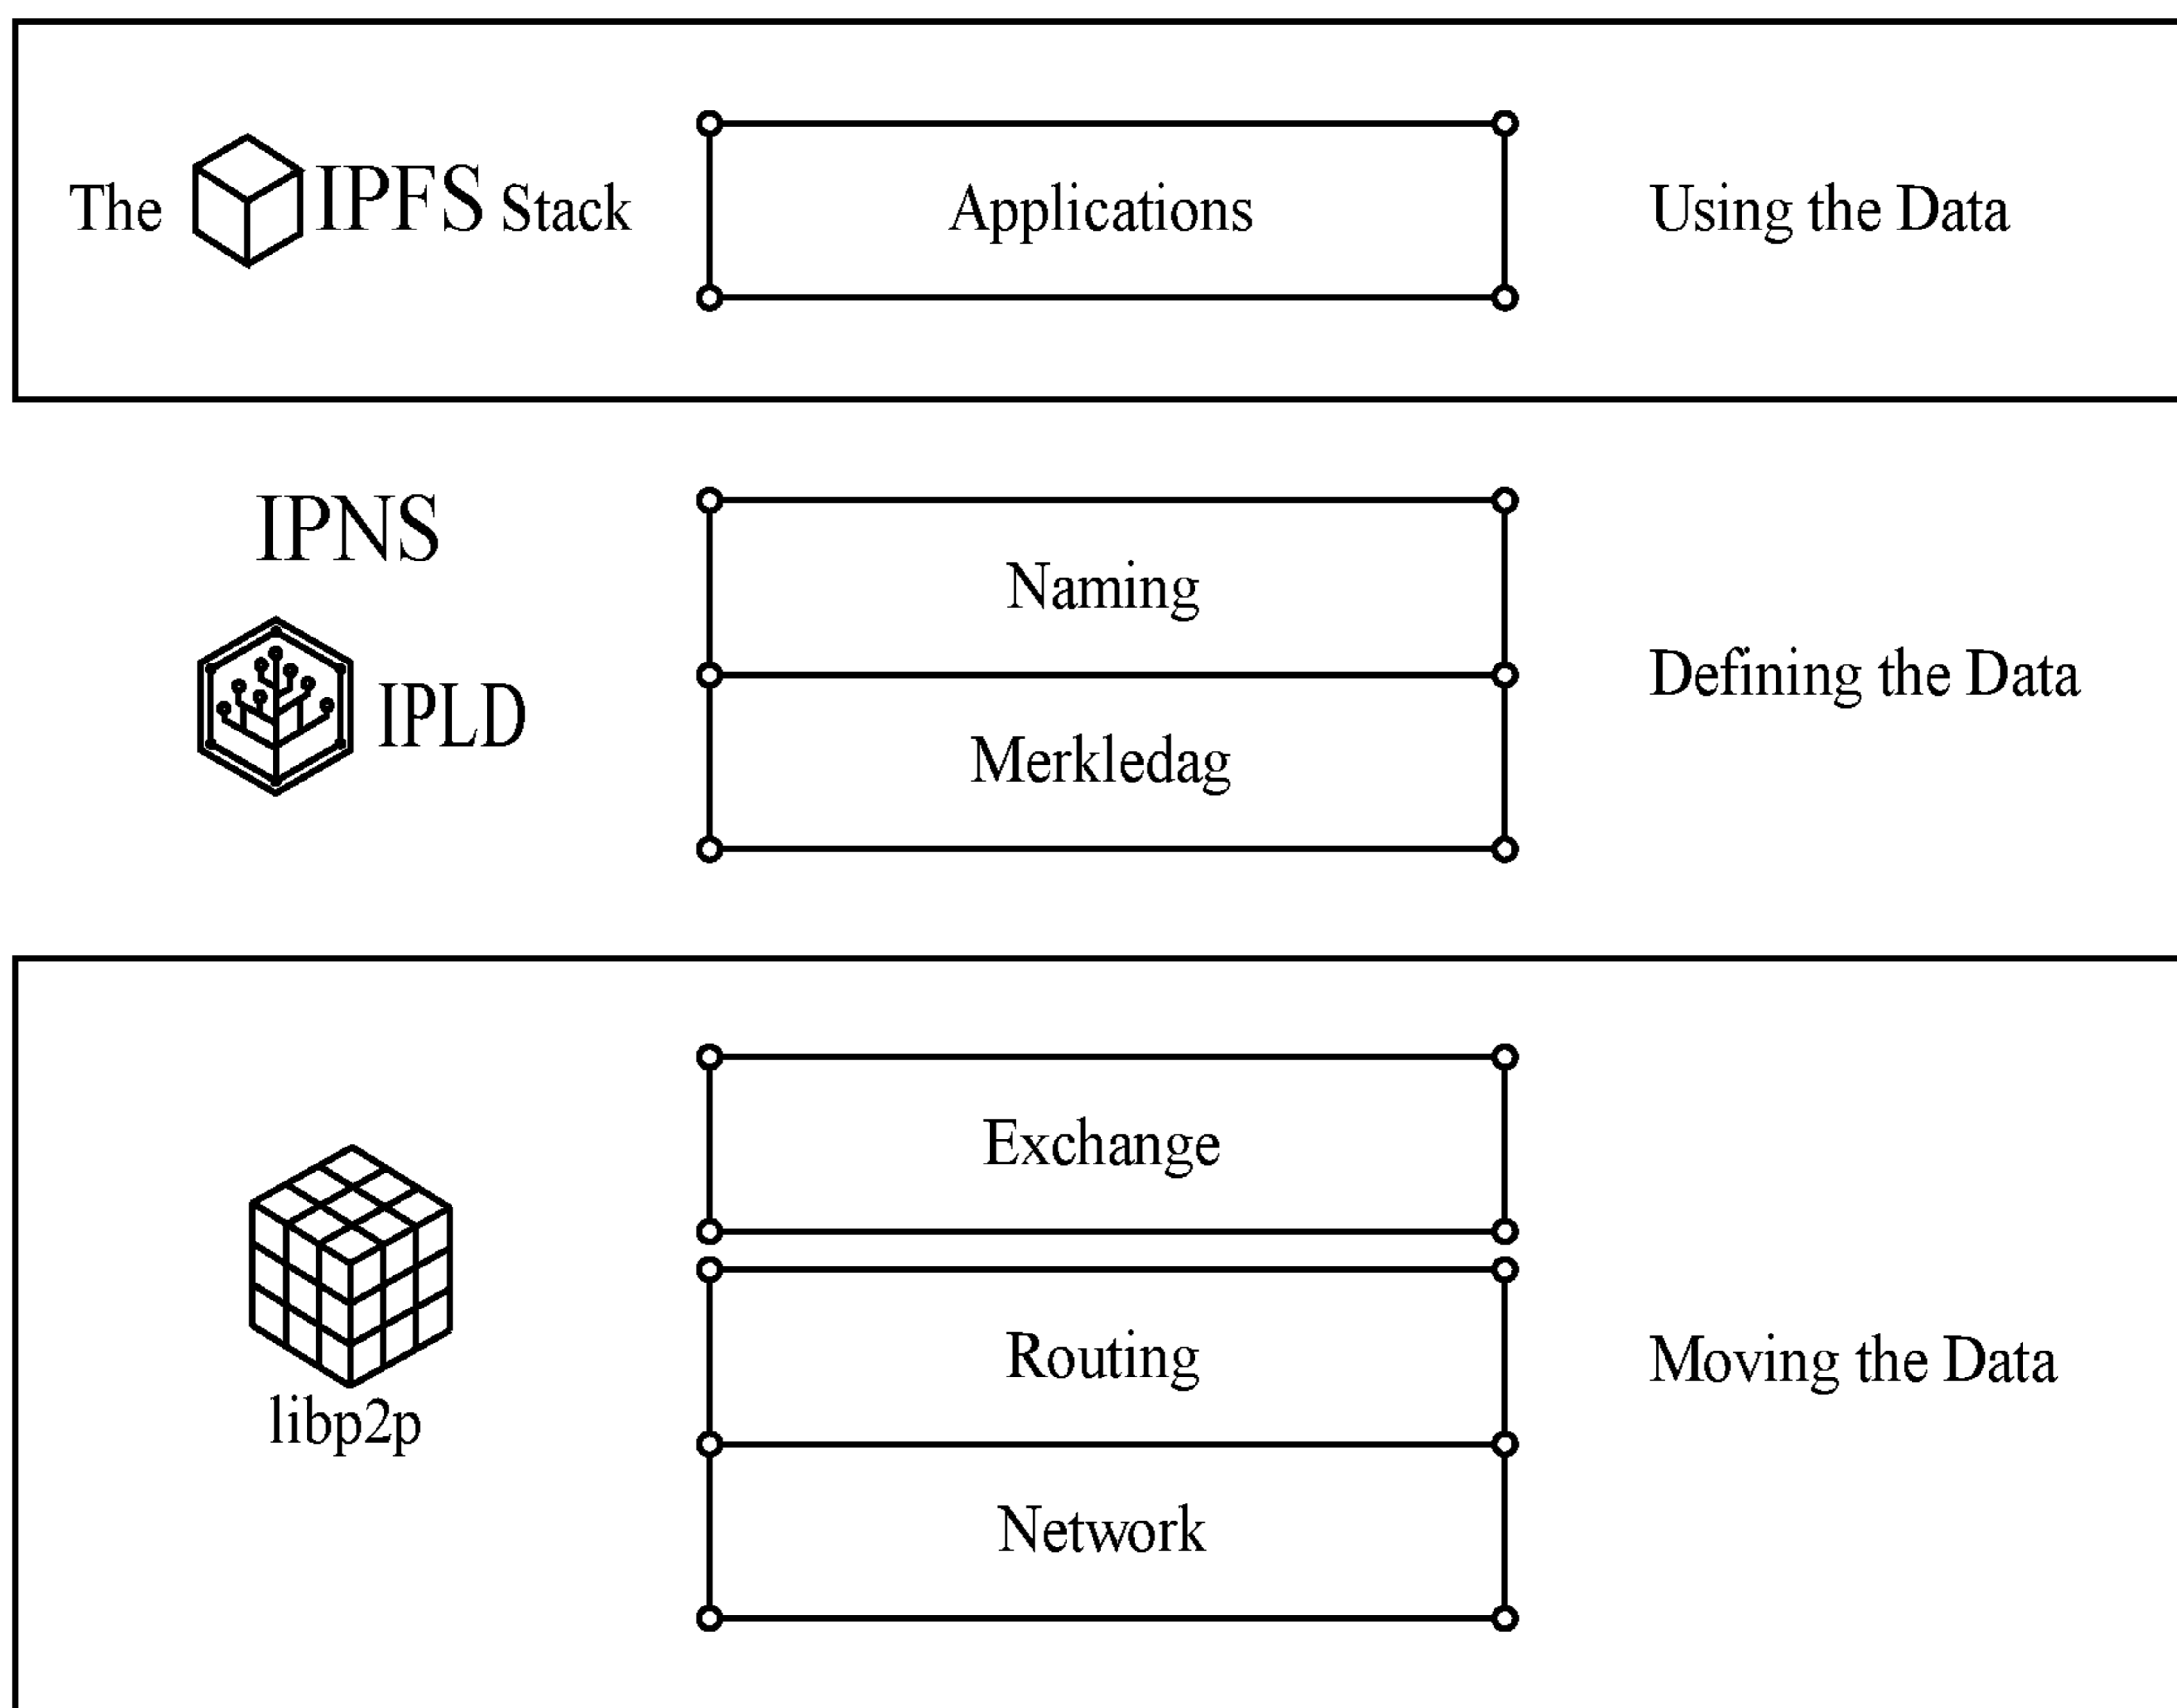 The IPFS Stack
Applications
Using the Data
IPNS
Naming
Defining the Data
IPLD
Merkledag
Exchange
libp2p
Routing
Moving the Data
Network